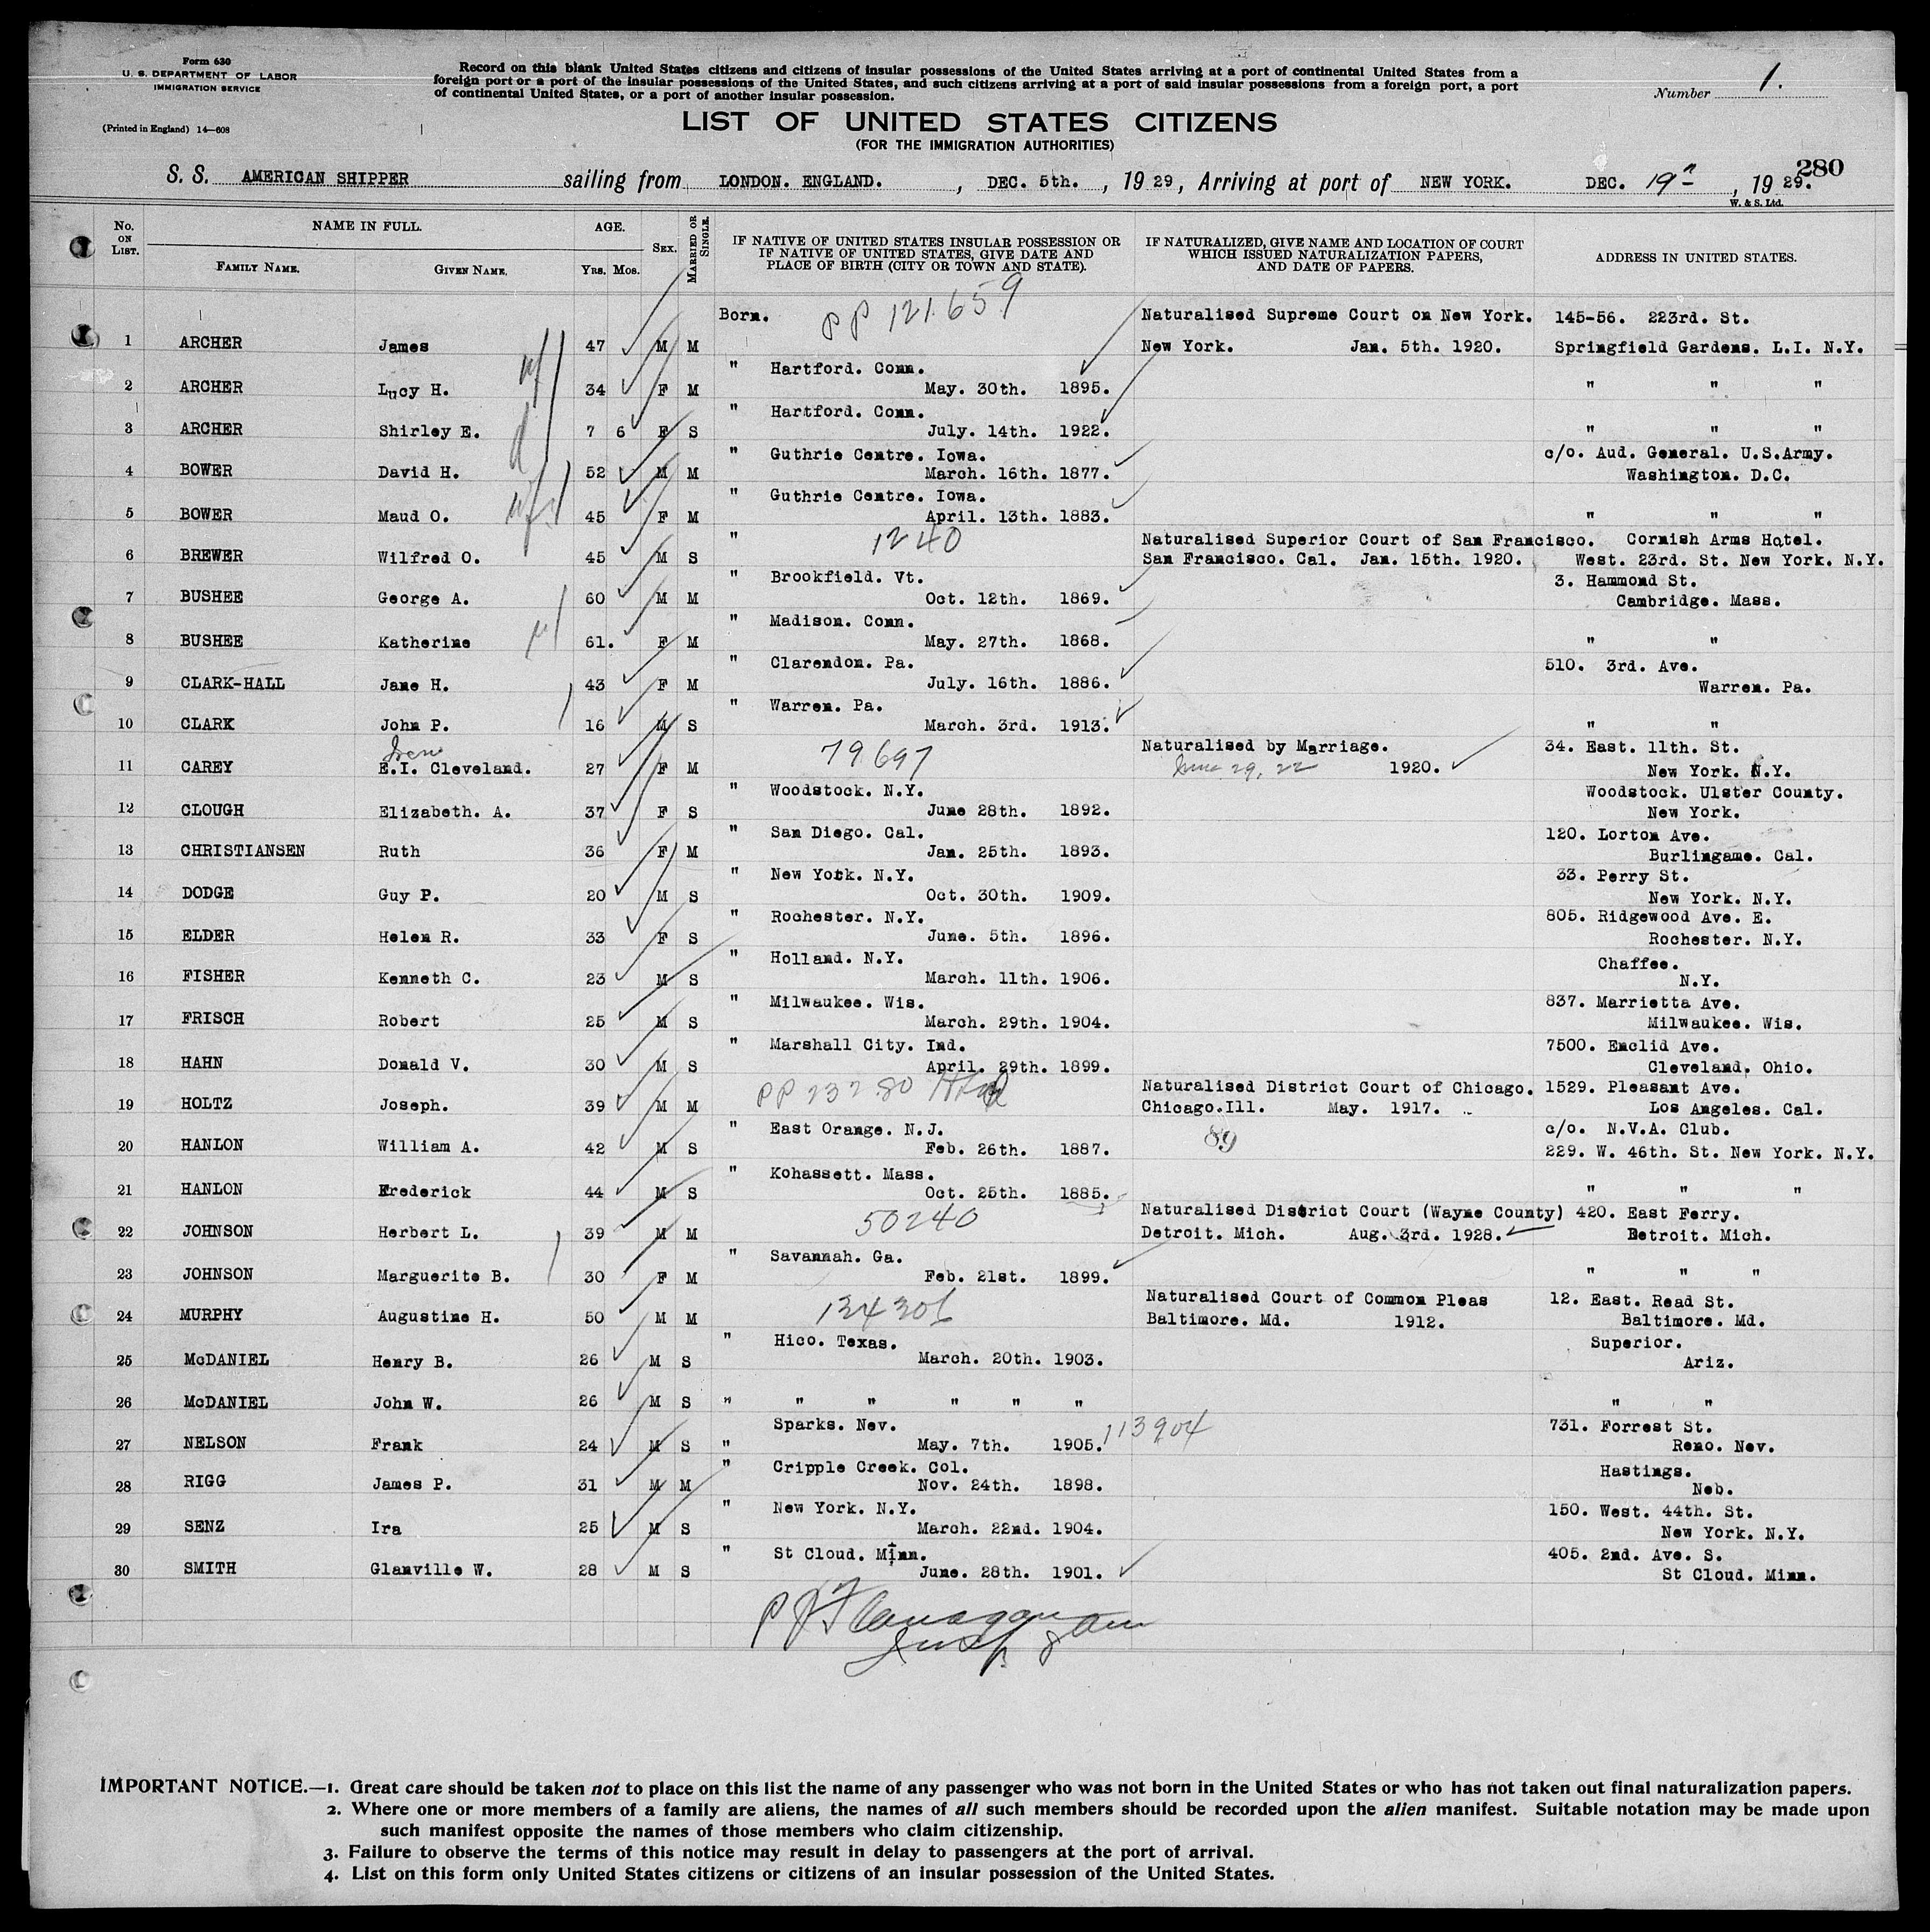 Form 630
U. S. DEPARTMENT OF LABOR
IMMIGRATION SERVICE
(Printed in England) 14—608
Record on this blank United States citizens and citizens of insular possessions of the United States arriving at a port of continental United States from a
foreign port or a port of the insular possessions of the United States, and such citizens arriving at a port of said insular possessions from a foreign port, a port
of continental United States, or a port of another insular possession.
Number 1.
LIST OF UNITED STATES CITIZENS
(FOR THE IMMIGRATION AUTHORITIES)
280
S. S. AMERICAN SHIPPER sailing from LONDON. ENGLAND. , DEC. 5th. , 19 29 , Arriving at port of NEW YORK. DEC. 19 , 19 29.
W. & S. Ltd.
No. ON LIST. NAME IN FULL. AGE. SEX. MARRIED OR SINGLE. IF NATIVE OF UNITED STATES INSULAR POSSESSION OR IF NATIVE OF UNITED STATES, GIVE DATE AND PLACE OF BIRTH (CITY OR TOWN AND STATE). IF NATURALIZED, GIVE NAME AND LOCATION OF COURT WHICH ISSUED NATURALIZATION PAPERS, AND DATE OF PAPERS. ADDRESS IN UNITED STATES.
FAMILY NAME. GIVEN NAME. YRS. MOS.
Born. PP 121659 Naturalised Supreme Court on New York. 145-56. 223rd. St.
1 ARCHER James 47 M M New York. Jan. 5th. 1920. Springfield Gardens. L.I. N.Y.
" Hartford. Conn.
2 ARCHER Lucy H. 34 F M May. 30th. 1895. " " "
" Hartford. Conn.
3 ARCHER Shirley E. 7 6 F S July. 14th. 1922. " " "
" Guthrie Centre. Iowa. c/o. Aud. General. U.S.Army.
4 BOWER David H. 52 M M March. 16th. 1877. Washington. D.C.
" Guthrie Centre. Iowa.
5 BOWER Maud O. 45 F M April. 13th. 1883. " " "
" 1240 Naturalised Superior Court of San Francisco. Cornish Arms Hotel.
6 BREWER Wilfred O. 45 M S San Francisco. Cal. Jan. 15th. 1920. West. 23rd. St. New York. N.Y.
" Brookfield. Vt. 3. Hammond St.
7 BUSHEE George A. 60 M M Oct. 12th. 1869. Cambridge. Mass.
" Madison. Conn.
8 BUSHEE Katherine 61. F M May. 27th. 1868. " "
" Clarendon. Pa. 510. 3rd. Ave.
9 CLARK-HALL Jane H. 43 F M July. 16th. 1886. Warren. Pa.
" Warren. Pa.
10 CLARK John P. 16 M S March. 3rd. 1913. " "
Irene 79697 Naturalised by Marriage. 34. East. 11th. St.
11 CAREY E.I. Cleveland. 27 F M June 29, 22 1920. New York. N.Y.
" Woodstock. N.Y. Woodstock. Ulster County.
12 CLOUGH Elizabeth. A. 37 F S June 28th. 1892. New York.
" San Diego. Cal. 120. Lorton Ave.
13 CHRISTIANSEN Ruth 36 F M Jan. 25th. 1893. Burlingame. Cal.
" New York. N.Y. 33. Perry St.
14 DODGE Guy P. 20 M S Oct. 30th. 1909. New York. N.Y.
" Rochester. N.Y. 805. Ridgewood Ave. E.
15 ELDER Helen R. 33 F S June. 5th. 1896. Rochester. N.Y.
" Holland. N.Y. Chaffee.
16 FISHER Kenneth C. 23 M S March. 11th. 1906. N.Y.
" Milwaukee. Wis. 837. Marrietta Ave.
17 FRISCH Robert 25 M S March. 29th. 1904. Milwaukee. Wis.
" Marshall City. Ind. 7500. Enclid Ave.
18 HAHN Donald V. 30 M S April. 29th. 1899. Cleveland. Ohio.
PP 23280 Naturalised District Court of Chicago. 1529. Pleasant Ave.
19 HOLTZ Joseph. 39 M M Chicago.Ill. May. 1917. Los Angeles. Cal.
" East Orange. N.J. 89 c/o. N.V.A. Club.
20 HANLON William A. 42 M S Feb. 26th. 1887. 229. W. 46th. St. New York. N.Y.
" Kohassett. Mass.
21 HANLON Frederick 44 M S Oct. 25th. 1885. " " "
50240 Naturalised District Court (Wayne County) 420. East Ferry.
22 JOHNSON Herbert L. 39 M M Detroit. Mich. Aug. 3rd. 1928. Detroit. Mich.
" Savannah. Ga.
23 JOHNSON Marguerite B. 30 F M Feb. 21st. 1899. " " "
Naturalised Court of Common Pleas 12. East. Read St.
24 MURPHY Augustine H. 50 M M Baltimore. Md. 1912. Baltimore. Md.
" Hico. Texas. Superior.
25 McDANIEL Henry B. 26 M S March. 20th. 1903. Ariz.
26 McDANIEL John W. 26 M S " " " " " " " "
Sparks. Nev. 113904 731. Forrest St.
27 NELSON Frank 24 M S " May. 7th. 1905. Reno. Nev.
" Cripple Creek. Col. Hastings.
28 RIGG James P. 31 M M Nov. 24th. 1898. Neb.
" New York. N.Y. 150. West. 44th. St.
29 SENZ Ira 25 M S March. 22nd. 1904. New York. N.Y.
" St Cloud. Minn. 405. 2nd. Ave. S.
30 SMITH Glanville W. 28 M S June. 28th. 1901. St Cloud. Minn.
IMPORTANT NOTICE.—1. Great care should be taken not to place on this list the name of any passenger who was not born in the United States or who has not taken out final naturalization papers.
2. Where one or more members of a family are aliens, the names of all such members should be recorded upon the alien manifest. Suitable notation may be made upon
such manifest opposite the names of those members who claim citizenship.
3. Failure to observe the terms of this notice may result in delay to passengers at the port of arrival.
4. List on this form only United States citizens or citizens of an insular possession of the United States.